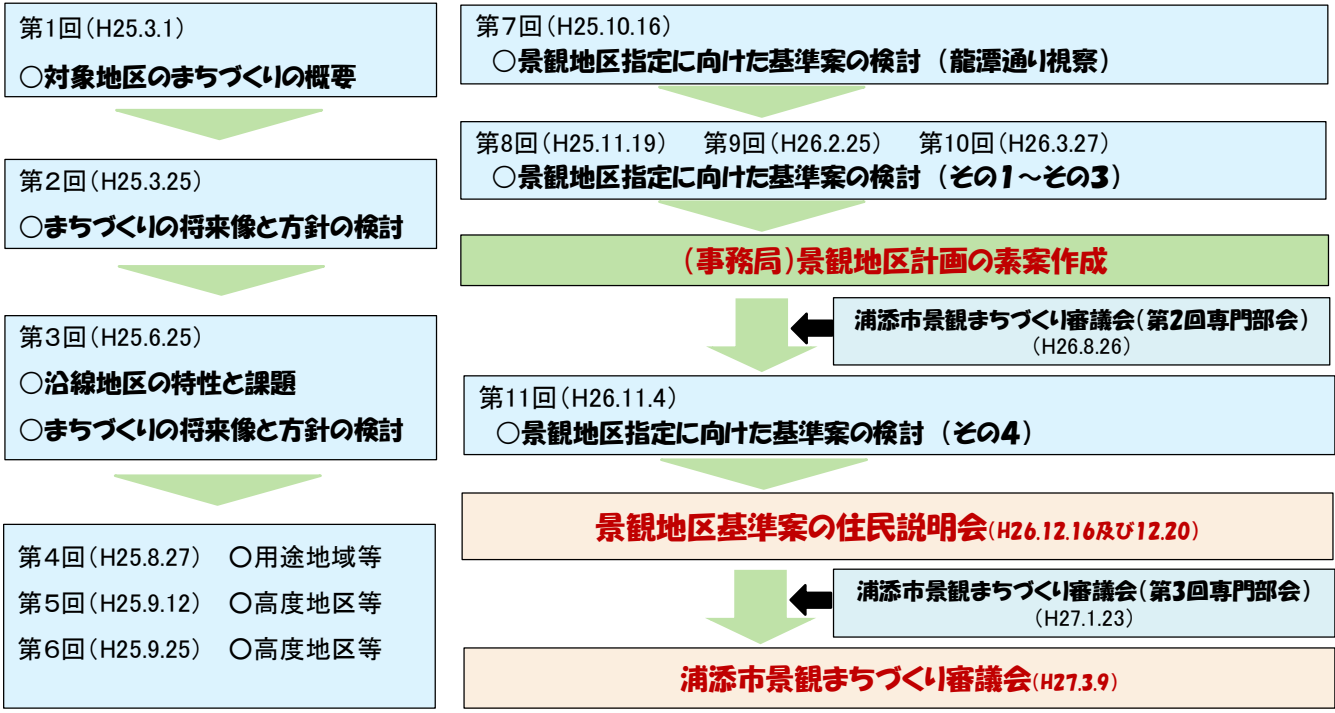 第1回(H25.3.1)
○対象地区のまちづくりの概要
第2回(H25.3.25)
○まちづくりの将来像と方針の検討
第3回(H25.6.25)
○沿線地区の特性と課題
○まちづくりの将来像と方針の検討
第4回(H25.8.27) ○用途地域等
第5回(H25.9.12) ○高度地区等
第6回(H25.9.25) ○高度地区等
第7回(H25.10.16)
○景観地区指定に向けた基準案の検討 (龍潭通り視察)
第8回(H25.11.19) 第9回(H26.2.25) 第10回(H26.3.27)
○景観地区指定に向けた基準案の検討 (その1~その3)
(事務局)景観地区計画の素案作成
浦添市景観まちづくり審議会(第2回専門部会)
(H26.8.26)
第11回(H26.11.4)
○景観地区指定に向けた基準案の検討 (その4)
景観地区基準案の住民説明会(H26.12.16及び12.20)
浦添市景観まちづくり審議会(第3回専門部会)
(H27.1.23)
浦添市景観まちづくり審議会(H27.3.9)